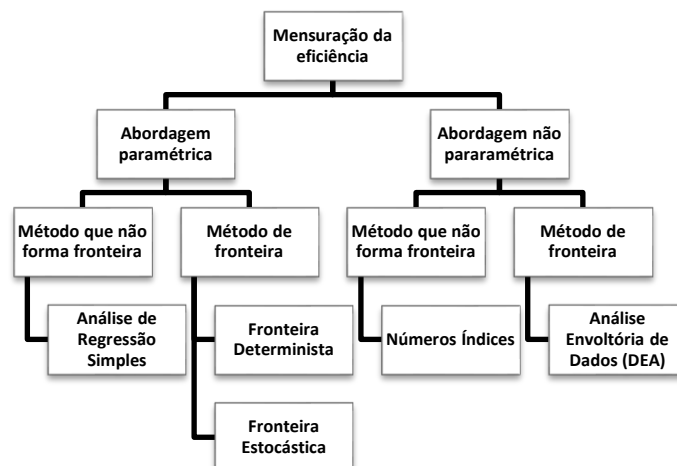 Mensuração da
eficiência
Abordagem
paramétrica
Abordagem não
pararamétrica
Método que não
forma fronteira
Método de
fronteira
Método que não
forma fronteira
Método de
fronteira
Análise de
Regressão
Simples
Fronteira
Determinista
Números Índices
Análise
Envoltória de
Dados (DEA)
Fronteira
Estocástica